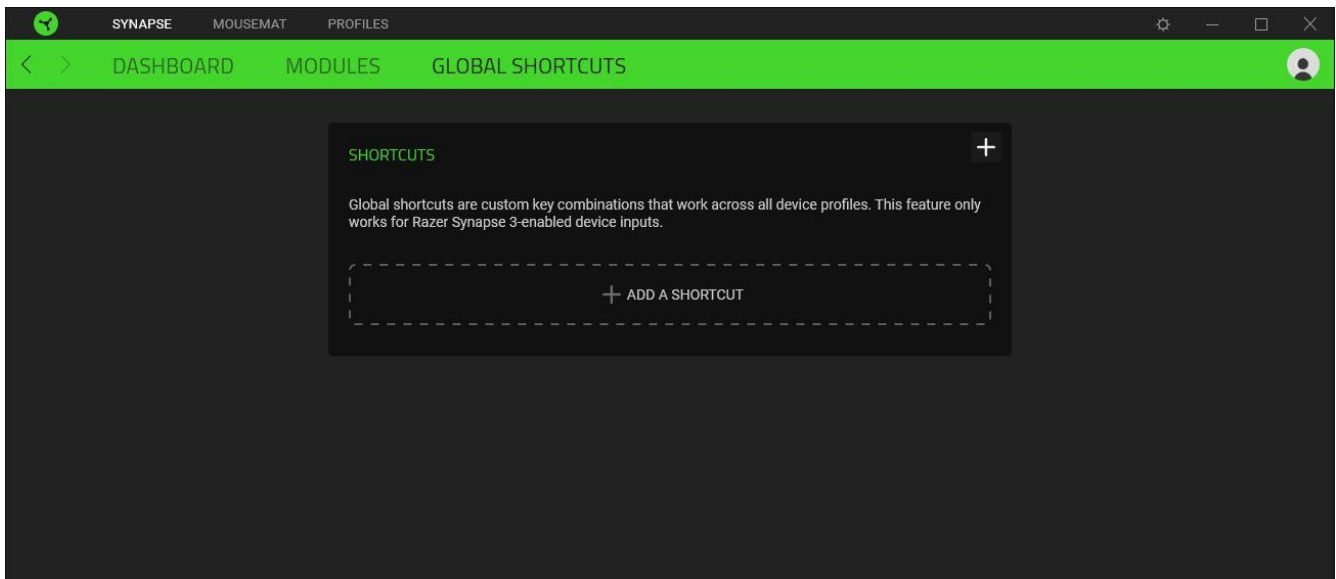 SYNAPSE MOUSEMAT PROFILES
DASHBOARD MODULES GLOBAL SHORTCUTS
SHORTCUTS
Global shortcuts are custom key combinations that work across all device profiles. This feature only
works for Razer Synapse 3-enabled device inputs.
ADD A SHORTCUT